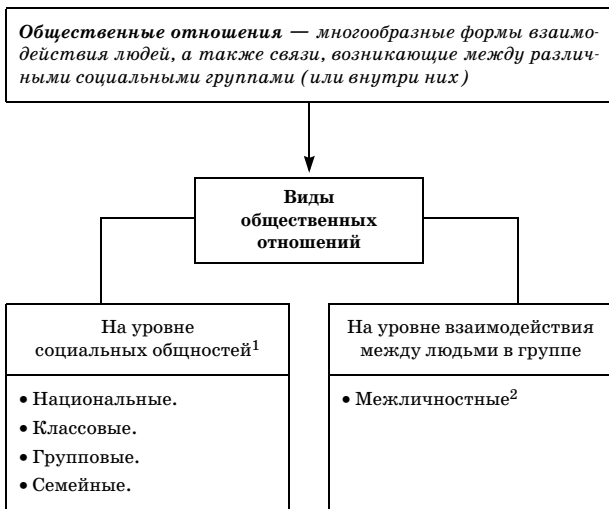 Общественные отношения — многообразные формы взаимо-
действия людей, а также связи, возникающие между различ-
ными социальными группами (или внутри них)
Виды
общественных
отношений
На уровне
социальных общностей¹
• Национальные.
• Классовые.
• Групповые.
• Семейные.
На уровне взаимодействия
между людьми в группе
• Межличностные²